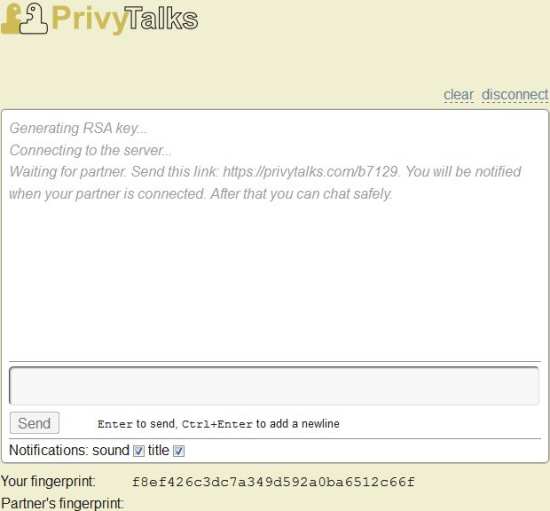 PrivyTalks
clear disconnect
Generating RSA key...
Connecting to the server...
Waiting for partner. Send this link: https://privytalks.com/b7129. You will be notified
when your partner is connected. After that you can chat safely.
Send Enter to send, Ctrl+Enter to add a newline
Notifications: sound title
Your fingerprint: f8ef426c3dc7a349d592a0ba6512c66f
Partner's fingerprint: